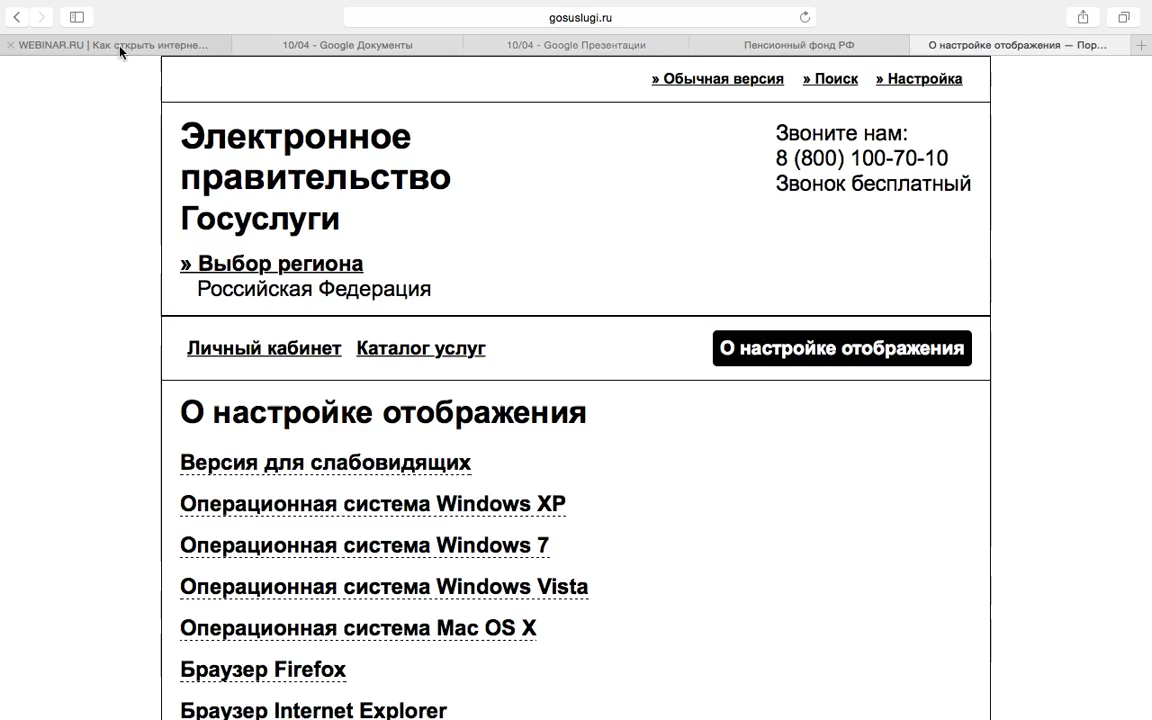 gosuslugi.ru
WEBINAR.RU | Как открыть интерне...
10/04 - Google Документы
10/04 - Google Презентации
Пенсионный фонд РФ
О настройке отображения — Пор...
» Обычная версия » Поиск » Настройка
Электронное
правительство
Госуслуги
Звоните нам:
8 (800) 100-70-10
Звонок бесплатный
» Выбор региона
Российская Федерация
Личный кабинет Каталог услуг
О настройке отображения
О настройке отображения
Версия для слабовидящих
Операционная система Windows XP
Операционная система Windows 7
Операционная система Windows Vista
Операционная система Mac OS X
Браузер Firefox
Браузер Internet Explorer